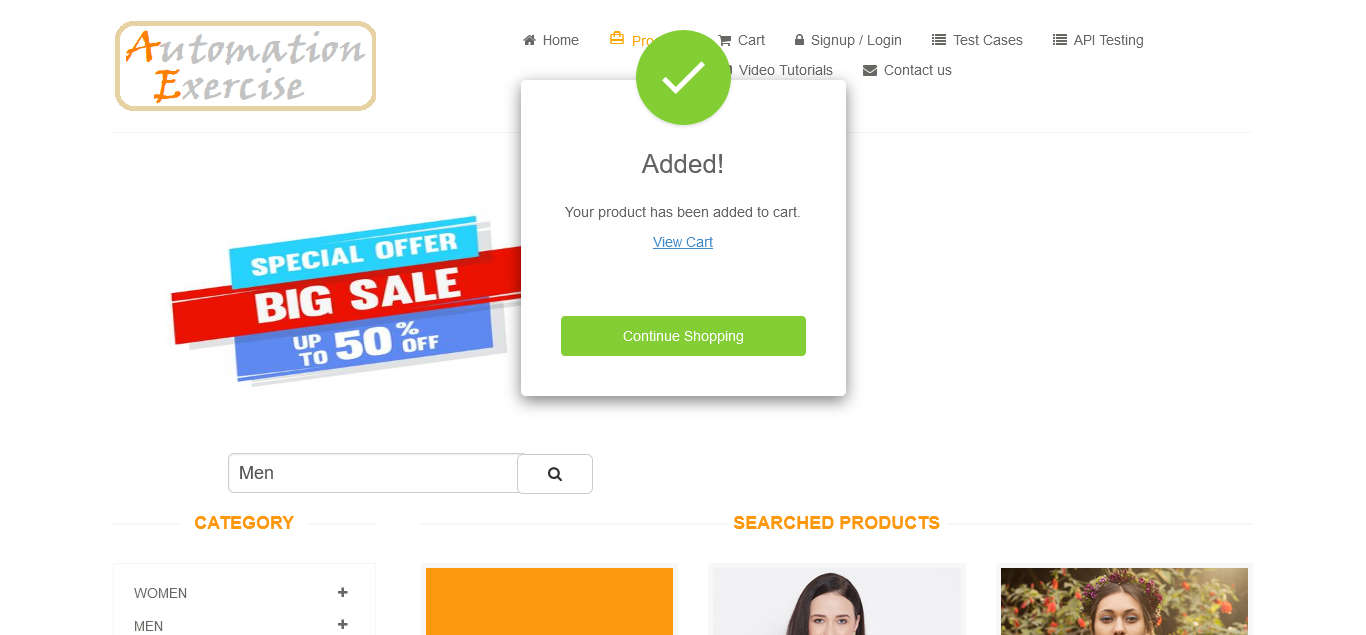 Automation
Exercise
Home
Pro
Cart
Signup / Login
Test Cases
API Testing
Video Tutorials
Contact us
Added!
Your product has been added to cart.
View Cart
Continue Shopping
SPECIAL OFFER
BIG SALE
UP TO 50% OFF
Men
CATEGORY
SEARCHED PRODUCTS
WOMEN
MEN